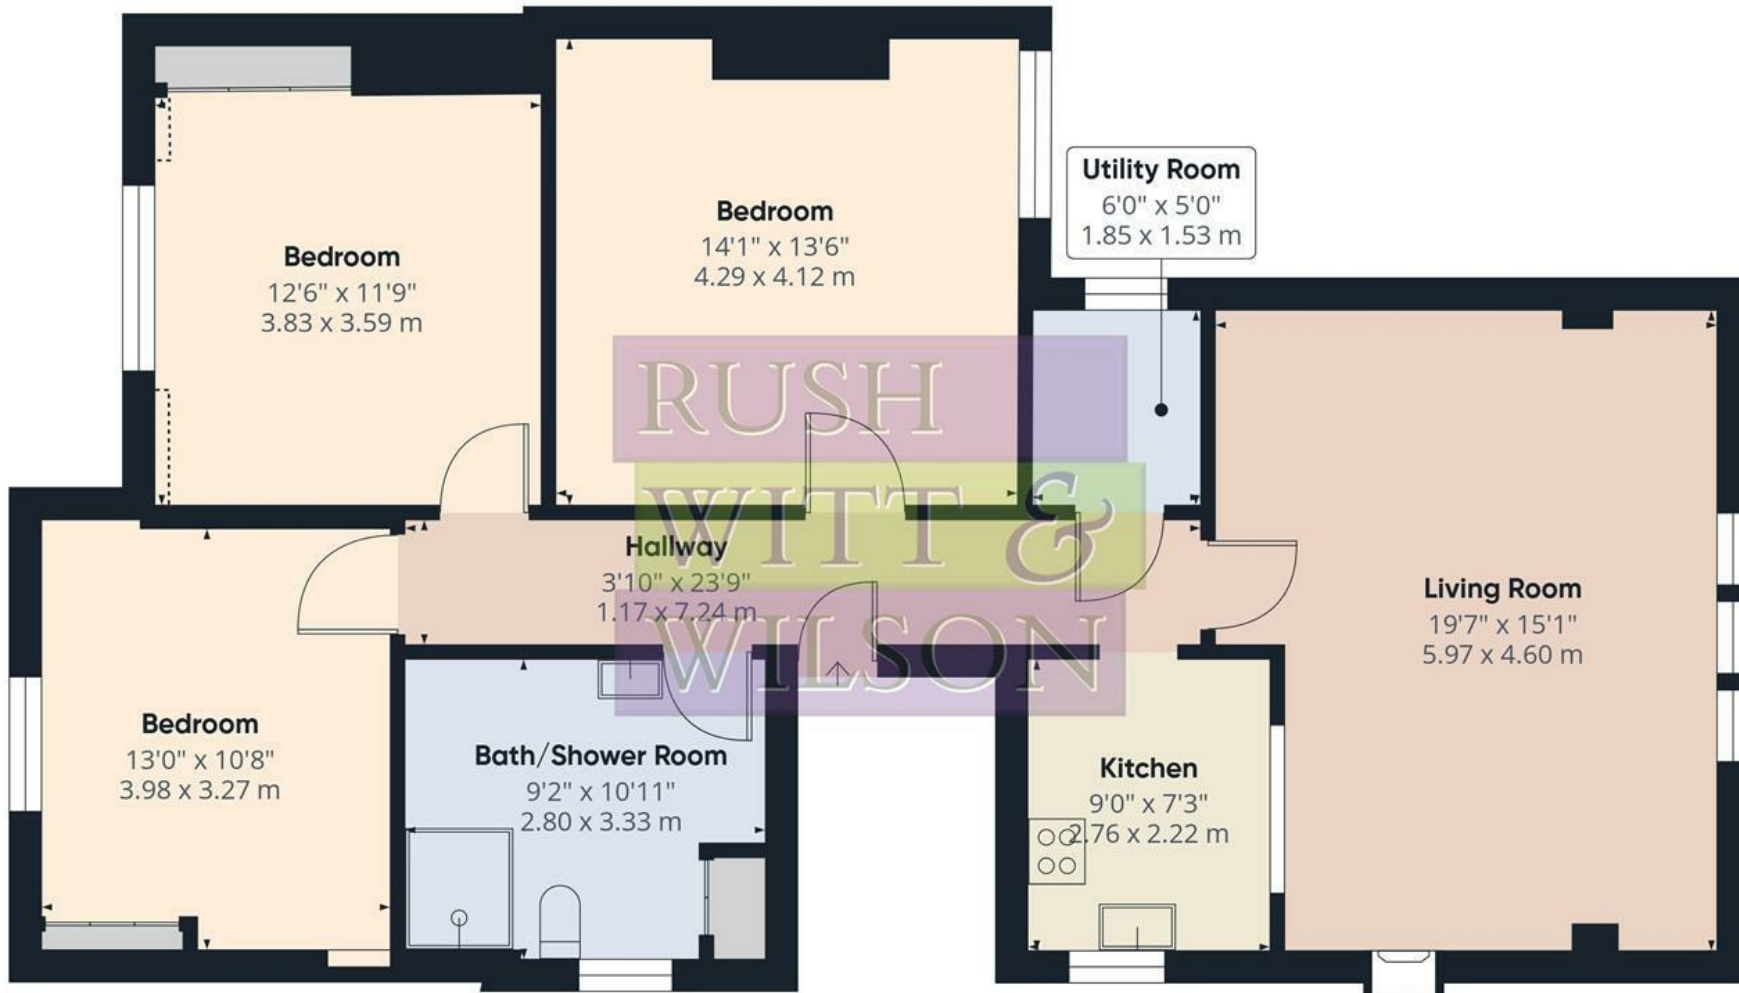 Bedroom
12'6" x 11'9"
3.83 x 3.59 m
Bedroom
14'1" x 13'6"
4.29 x 4.12 m
Utility Room
6'0" x 5'0"
1.85 x 1.53 m
RUSH
WITT &
WILSON
Hallway
3'10" x 23'9"
1.17 x 7.24 m
Living Room
19'7" x 15'1"
5.97 x 4.60 m
Bedroom
13'0" x 10'8"
3.98 x 3.27 m
Bath/Shower Room
9'2" x 10'11"
2.80 x 3.33 m
Kitchen
9'0" x 7'3"
2.76 x 2.22 m